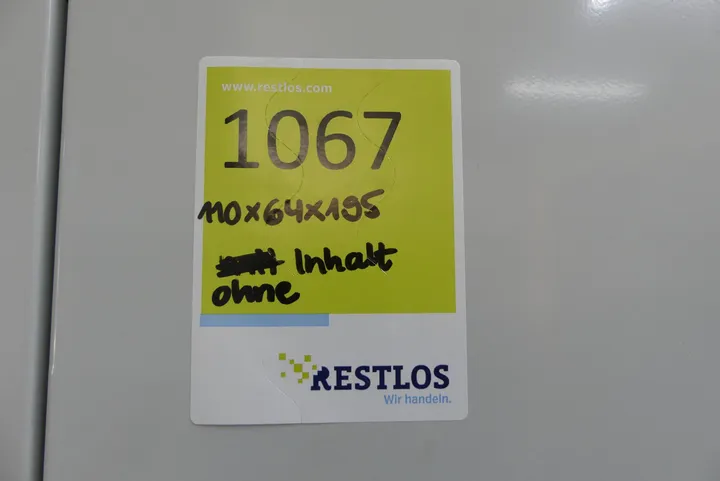 www.restlos.com
1067
110x64x195
Inhalt
ohne
RESTLOS
Wir handeln.